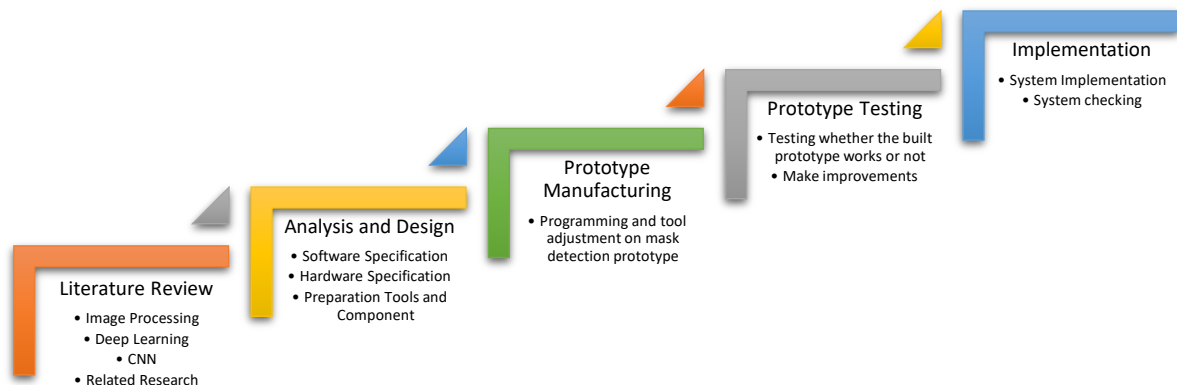 Literature Review
• Image Processing
• Deep Learning
• CNN
• Related Research
Analysis and Design
• Software Specification
• Hardware Specification
• Preparation Tools and
Component
Prototype
Manufacturing
• Programming and tool
adjustment on mask
detection prototype
Prototype Testing
• Testing whether the built
prototype works or not
• Make improvements
Implementation
• System Implementation
• System checking